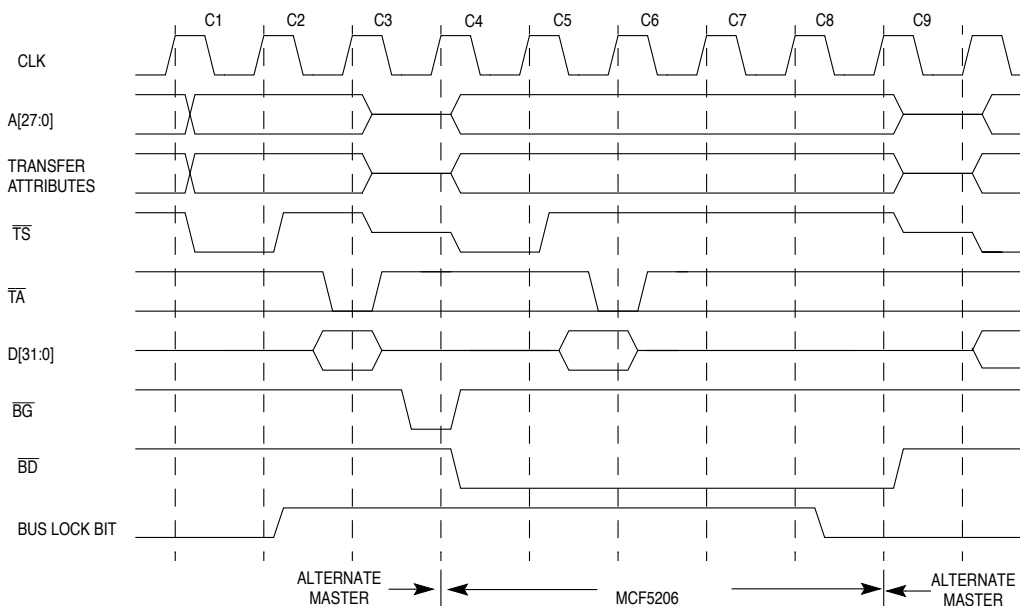 C1 C2 C3 C4 C5 C6 C7 C8 C9
CLK
A[27:0]
TRANSFER
ATTRIBUTES
TS
TA
D[31:0]
BG
BD
BUS LOCK BIT
ALTERNATE
MASTER
MCF5206
ALTERNATE
MASTER